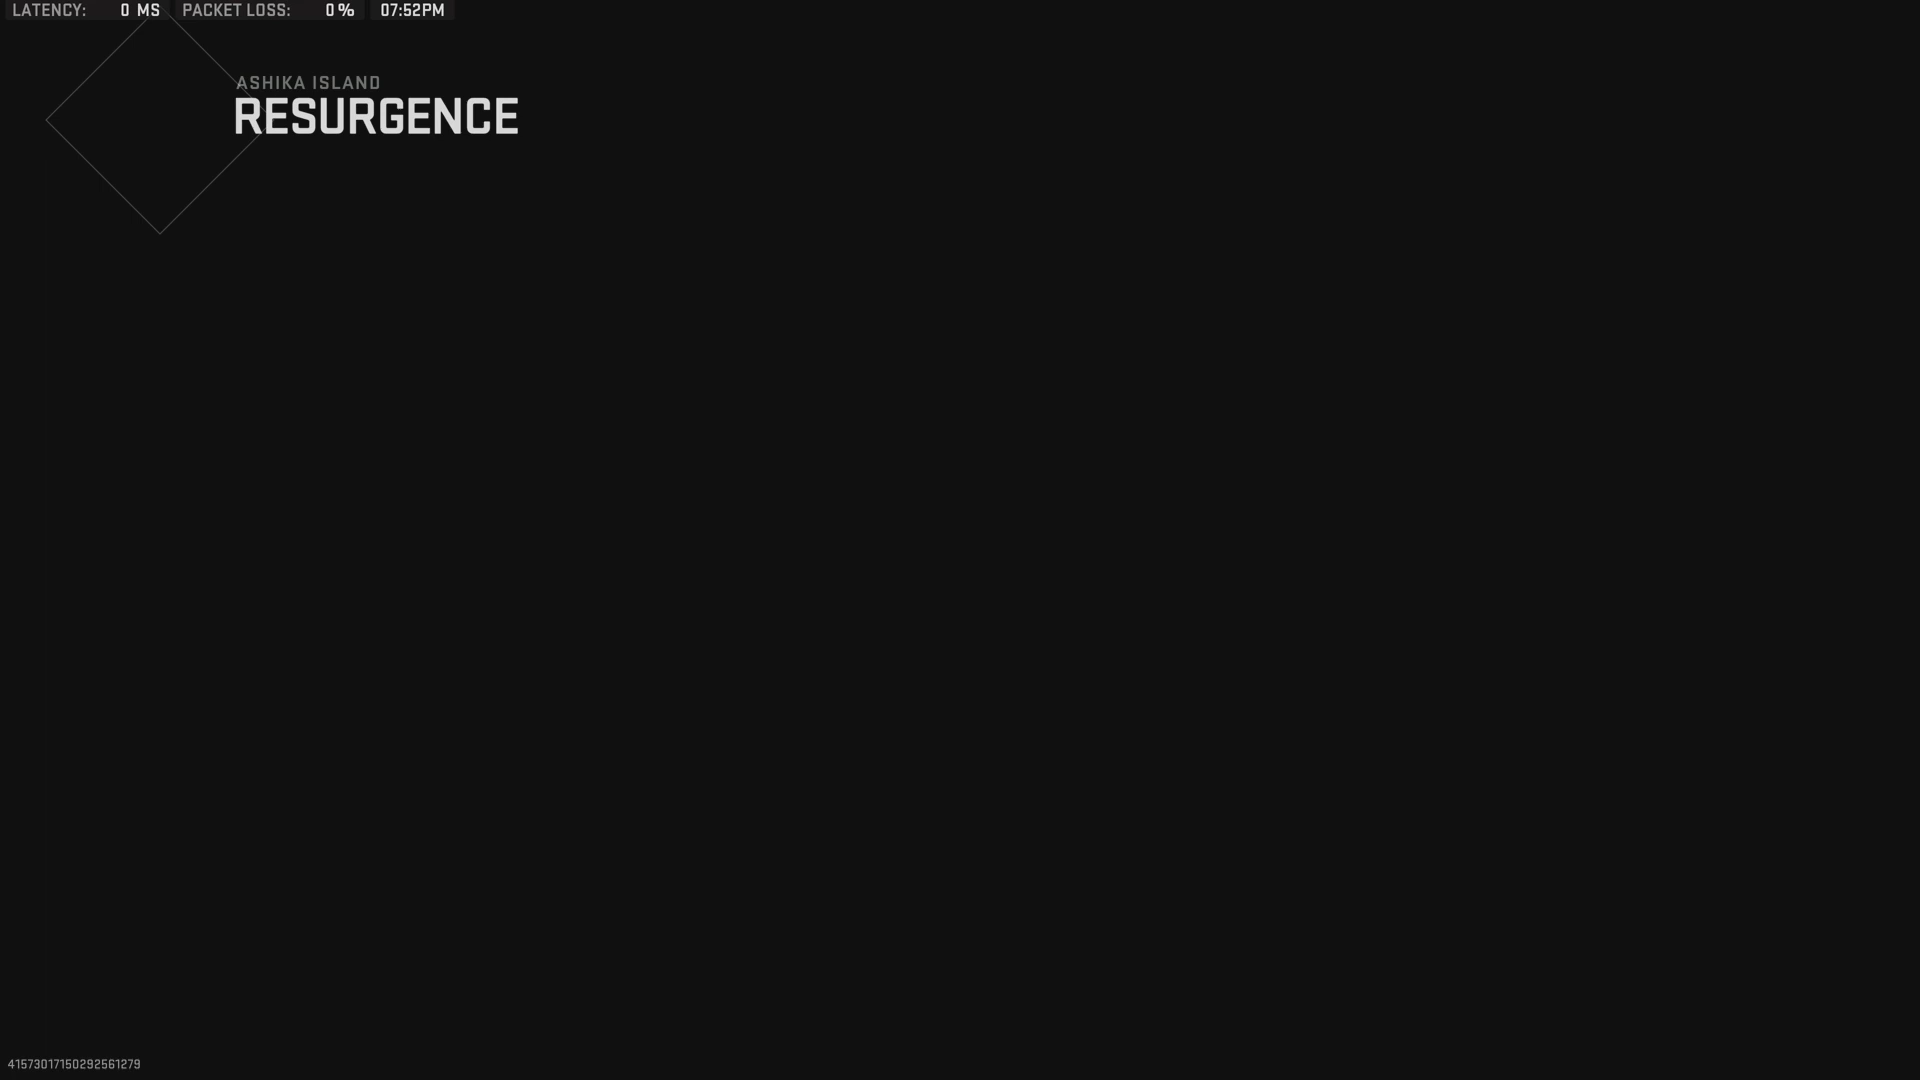 LATENCY: 0 MS PACKET LOSS: 0 % 07:52PM
ASHIKA ISLAND
RESURGENCE
41573017150292561279